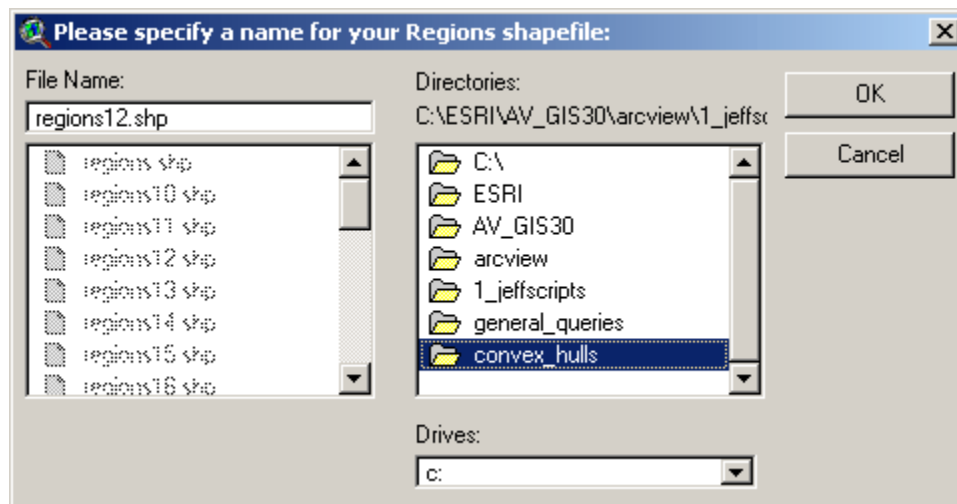 Please specify a name for your Regions shapefile:
File Name:
regions12.shp
regions.shp
regions10.shp
regions11.shp
regions12.shp
regions13.shp
regions14.shp
regions15.shp
regions16.shp
Directories:
C:\ESRI\AV_GIS30\arcview\1_jeffsc
C:\
ESRI
AV_GIS30
arcview
1_jeffscripts
general_queries
convex_hulls
Drives:
c:
OK
Cancel